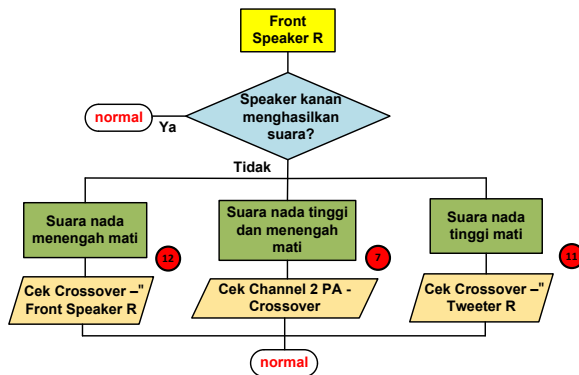 Front
Speaker R
Speaker kanan
menghasilkan
suara?
normal
Ya
Tidak
Suara nada
menengah mati
Suara nada tinggi
dan menengah
mati
Suara nada
tinggi mati
12
7
11
Cek Crossover –"
Front Speaker R
Cek Channel 2 PA -
Crossover
Cek Crossover –"
Tweeter R
normal